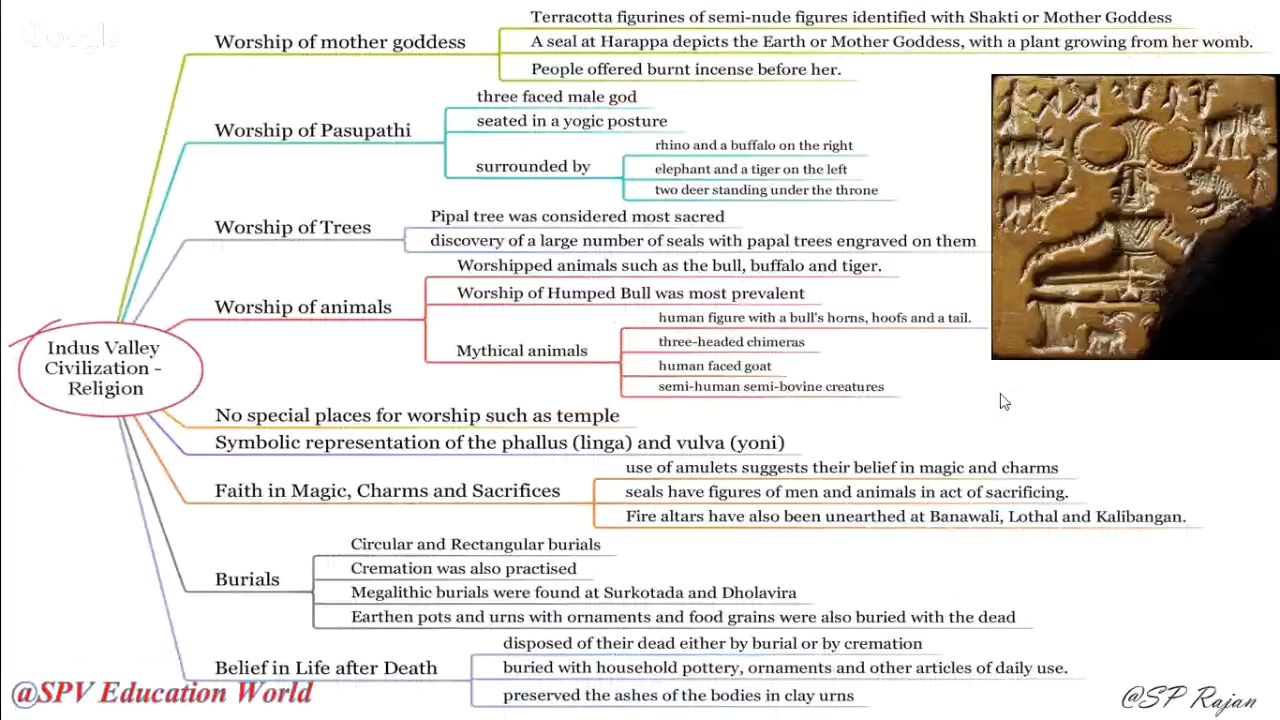 Google
Worship of mother goddess
Terracotta figurines of semi-nude figures identified with Shakti or Mother Goddess
A seal at Harappa depicts the Earth or Mother Goddess, with a plant growing from her womb.
People offered burnt incense before her.
Worship of Pasupathi
three faced male god
seated in a yogic posture
surrounded by
rhino and a buffalo on the right
elephant and a tiger on the left
two deer standing under the throne
Worship of Trees
Pipal tree was considered most sacred
discovery of a large number of seals with papal trees engraved on them
Worship of animals
Worshipped animals such as the bull, buffalo and tiger.
Worship of Humped Bull was most prevalent
Mythical animals
human figure with a bull's horns, hoofs and a tail.
three-headed chimeras
human faced goat
semi-human semi-bovine creatures
Indus Valley
Civilization -
Religion
No special places for worship such as temple
Symbolic representation of the phallus (linga) and vulva (yoni)
Faith in Magic, Charms and Sacrifices
use of amulets suggests their belief in magic and charms
seals have figures of men and animals in act of sacrificing.
Fire altars have also been unearthed at Banawali, Lothal and Kalibangan.
Burials
Circular and Rectangular burials
Cremation was also practised
Megalithic burials were found at Surkotada and Dholavira
Earthen pots and urns with ornaments and food grains were also buried with the dead
Belief in Life after Death
disposed of their dead either by burial or by cremation
buried with household pottery, ornaments and other articles of daily use.
preserved the ashes of the bodies in clay urns
@SPV Education World
@SP Rajan